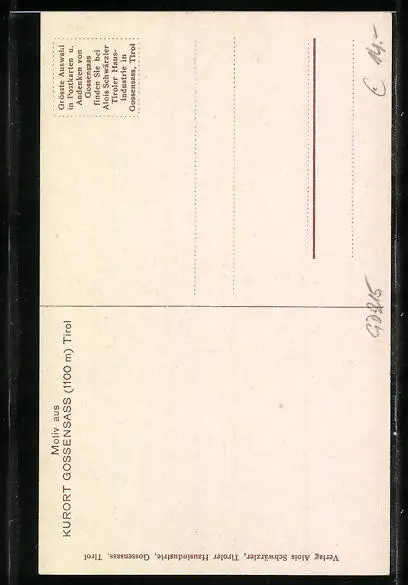 Motiv aus
KURORT GOSSENSASS (1100 m) Tirol
Grösste Auswahl
in Postkarten u.
Andenken von
Gossensass
finden Sie bei
Alois Schwärzler
Tiroler Haus-
industrie in
Gossensass, Tirol
Verlag Alois Schwärzler, Tiroler Hausindustrie, Gossensass, Tirol
14.-